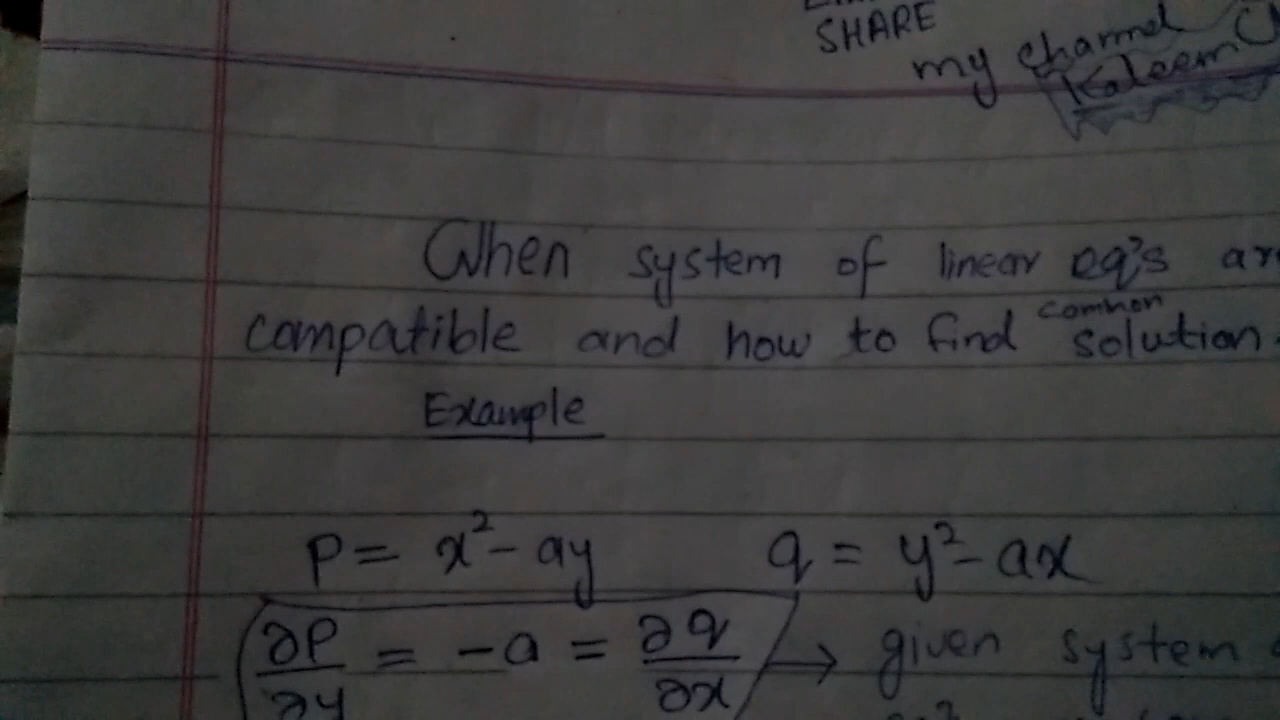 SHARE
my channel
Kaleem
When system of linear eq's
compatible and how to find common solution
Example
P = x² - ay q = y² - ax
∂P/∂y = -a = ∂q/∂x → given system